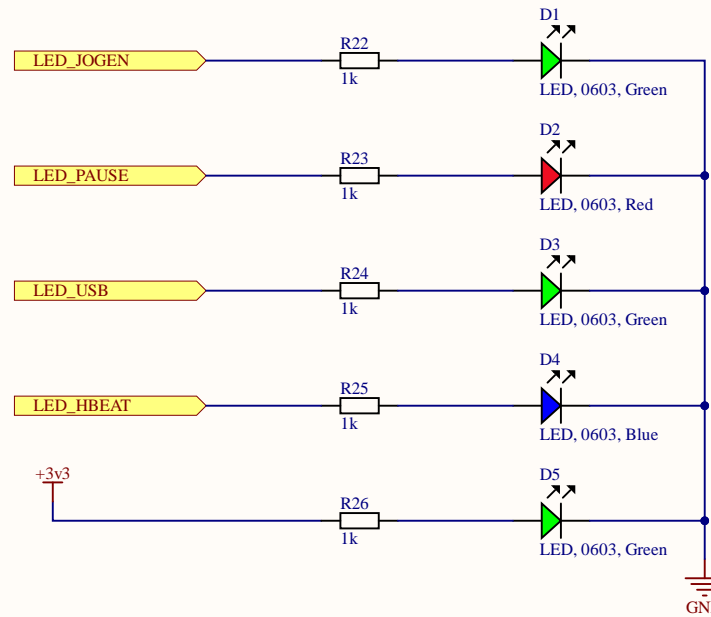 D1
R22
LED_JOGEN
1k
LED, 0603, Green
D2
R23
LED_PAUSE
1k
LED, 0603, Red
D3
R24
LED_USB
1k
LED, 0603, Green
D4
R25
LED_HBEAT
1k
LED, 0603, Blue
+3v3
D5
R26
1k
LED, 0603, Green
GN